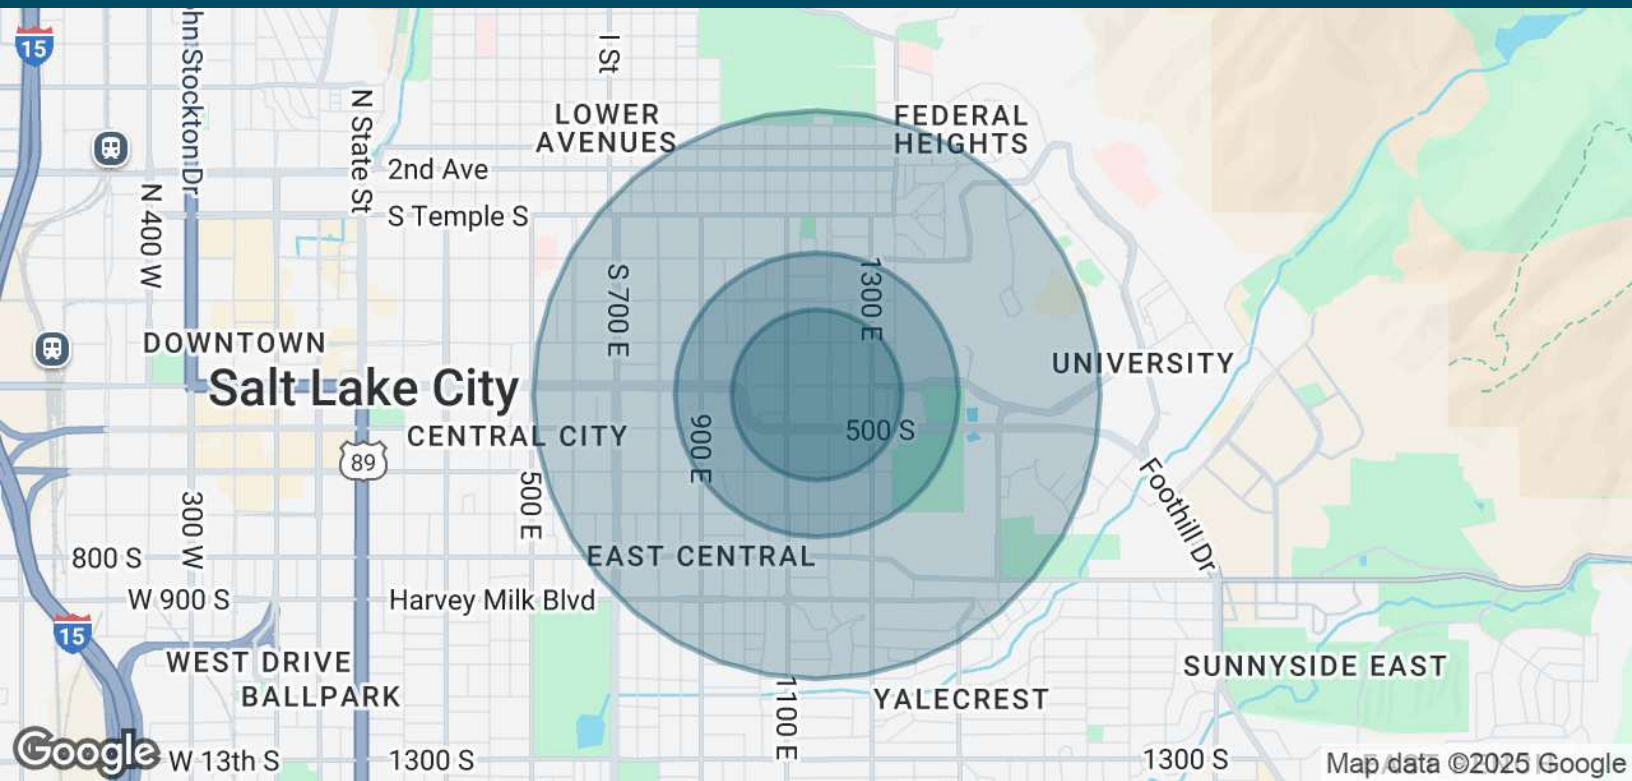 15
hn Stockton Dr
I St
N State St
LOWER
AVENUES
FEDERAL
HEIGHTS
2nd Ave
N 400 W
S Temple S
S 700 E
1300 E
DOWNTOWN
UNIVERSITY
Salt Lake City
500 S
CENTRAL CITY
900 E
89
500 E
Foothill Dr
300 W
800 S
EAST CENTRAL
W 900 S
Harvey Milk Blvd
15
WEST DRIVE
SUNNYSIDE EAST
BALLPARK
YALECREST
1100 E
Google
W 13th S
1300 S
1300 S
Map data ©2025 Google